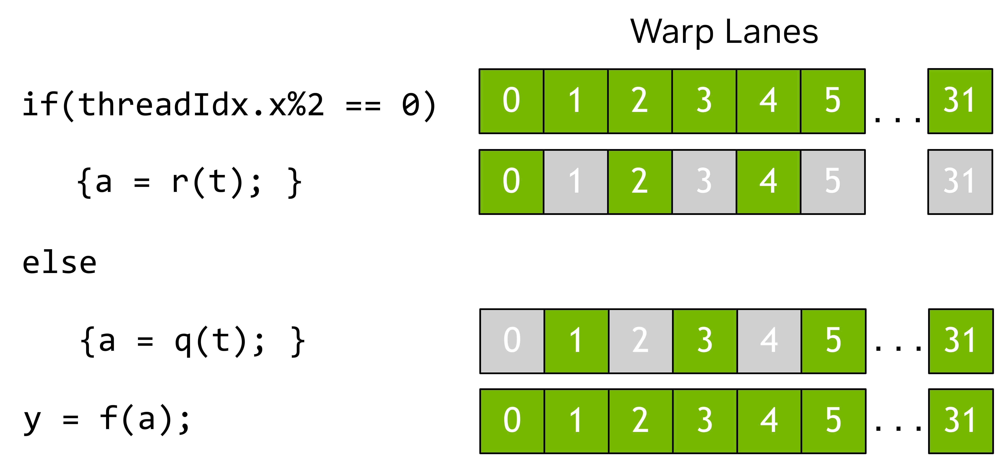 Warp Lanes
if(threadIdx.x%2 == 0) 0 1 2 3 4 5 ... 31
{a = r(t); } 0 1 2 3 4 5 31
else
{a = q(t); } 0 1 2 3 4 5 ... 31
y = f(a); 0 1 2 3 4 5 ... 31